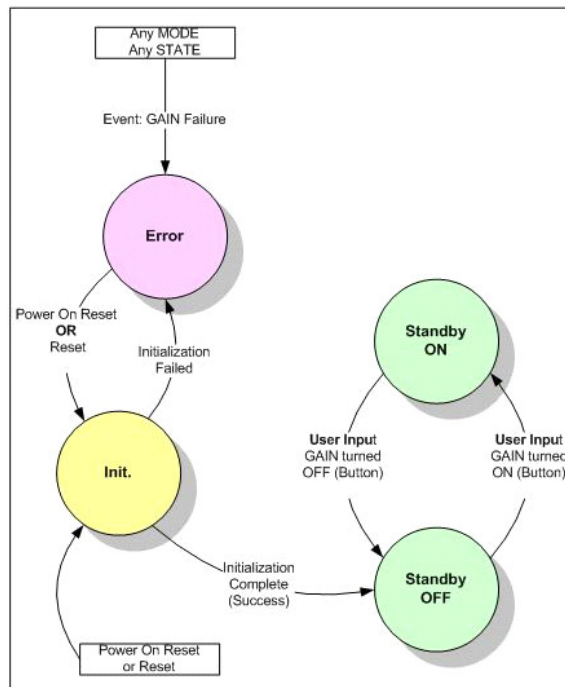 Any MODE
Any STATE
Event: GAIN Failure
Error
Power On Reset
OR
Reset
Initialization
Failed
Standby
ON
User Input
GAIN turned
OFF (Button)
User Input
GAIN turned
ON (Button)
Init.
Initialization
Complete
(Success)
Standby
OFF
Power On Reset
or Reset